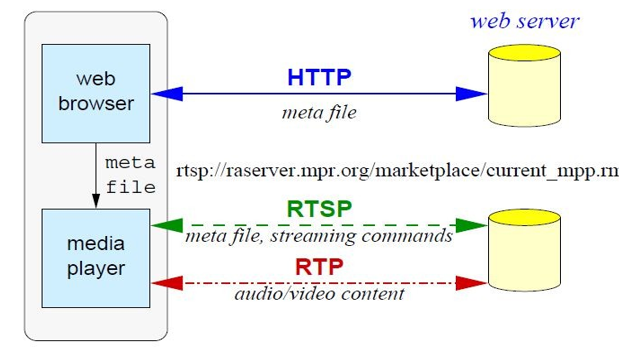 web server
web
browser
HTTP
meta file
meta
file
rtsp://raserver.mpr.org/marketplace/current_mpp.rm
RTSP
meta file, streaming commands
media
player
RTP
audio/video content